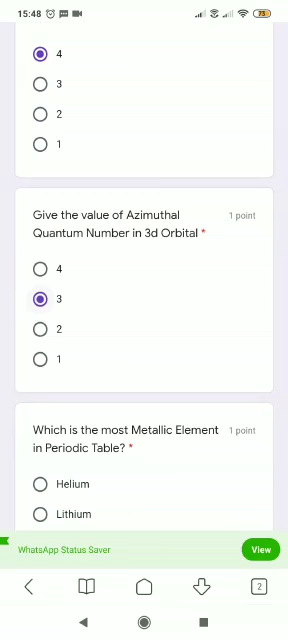 15:48
75
4
3
2
1
Give the value of Azimuthal 1 point
Quantum Number in 3d Orbital *
4
3
2
1
Which is the most Metallic Element 1 point
in Periodic Table? *
Helium
Lithium
WhatsApp Status Saver
View
2